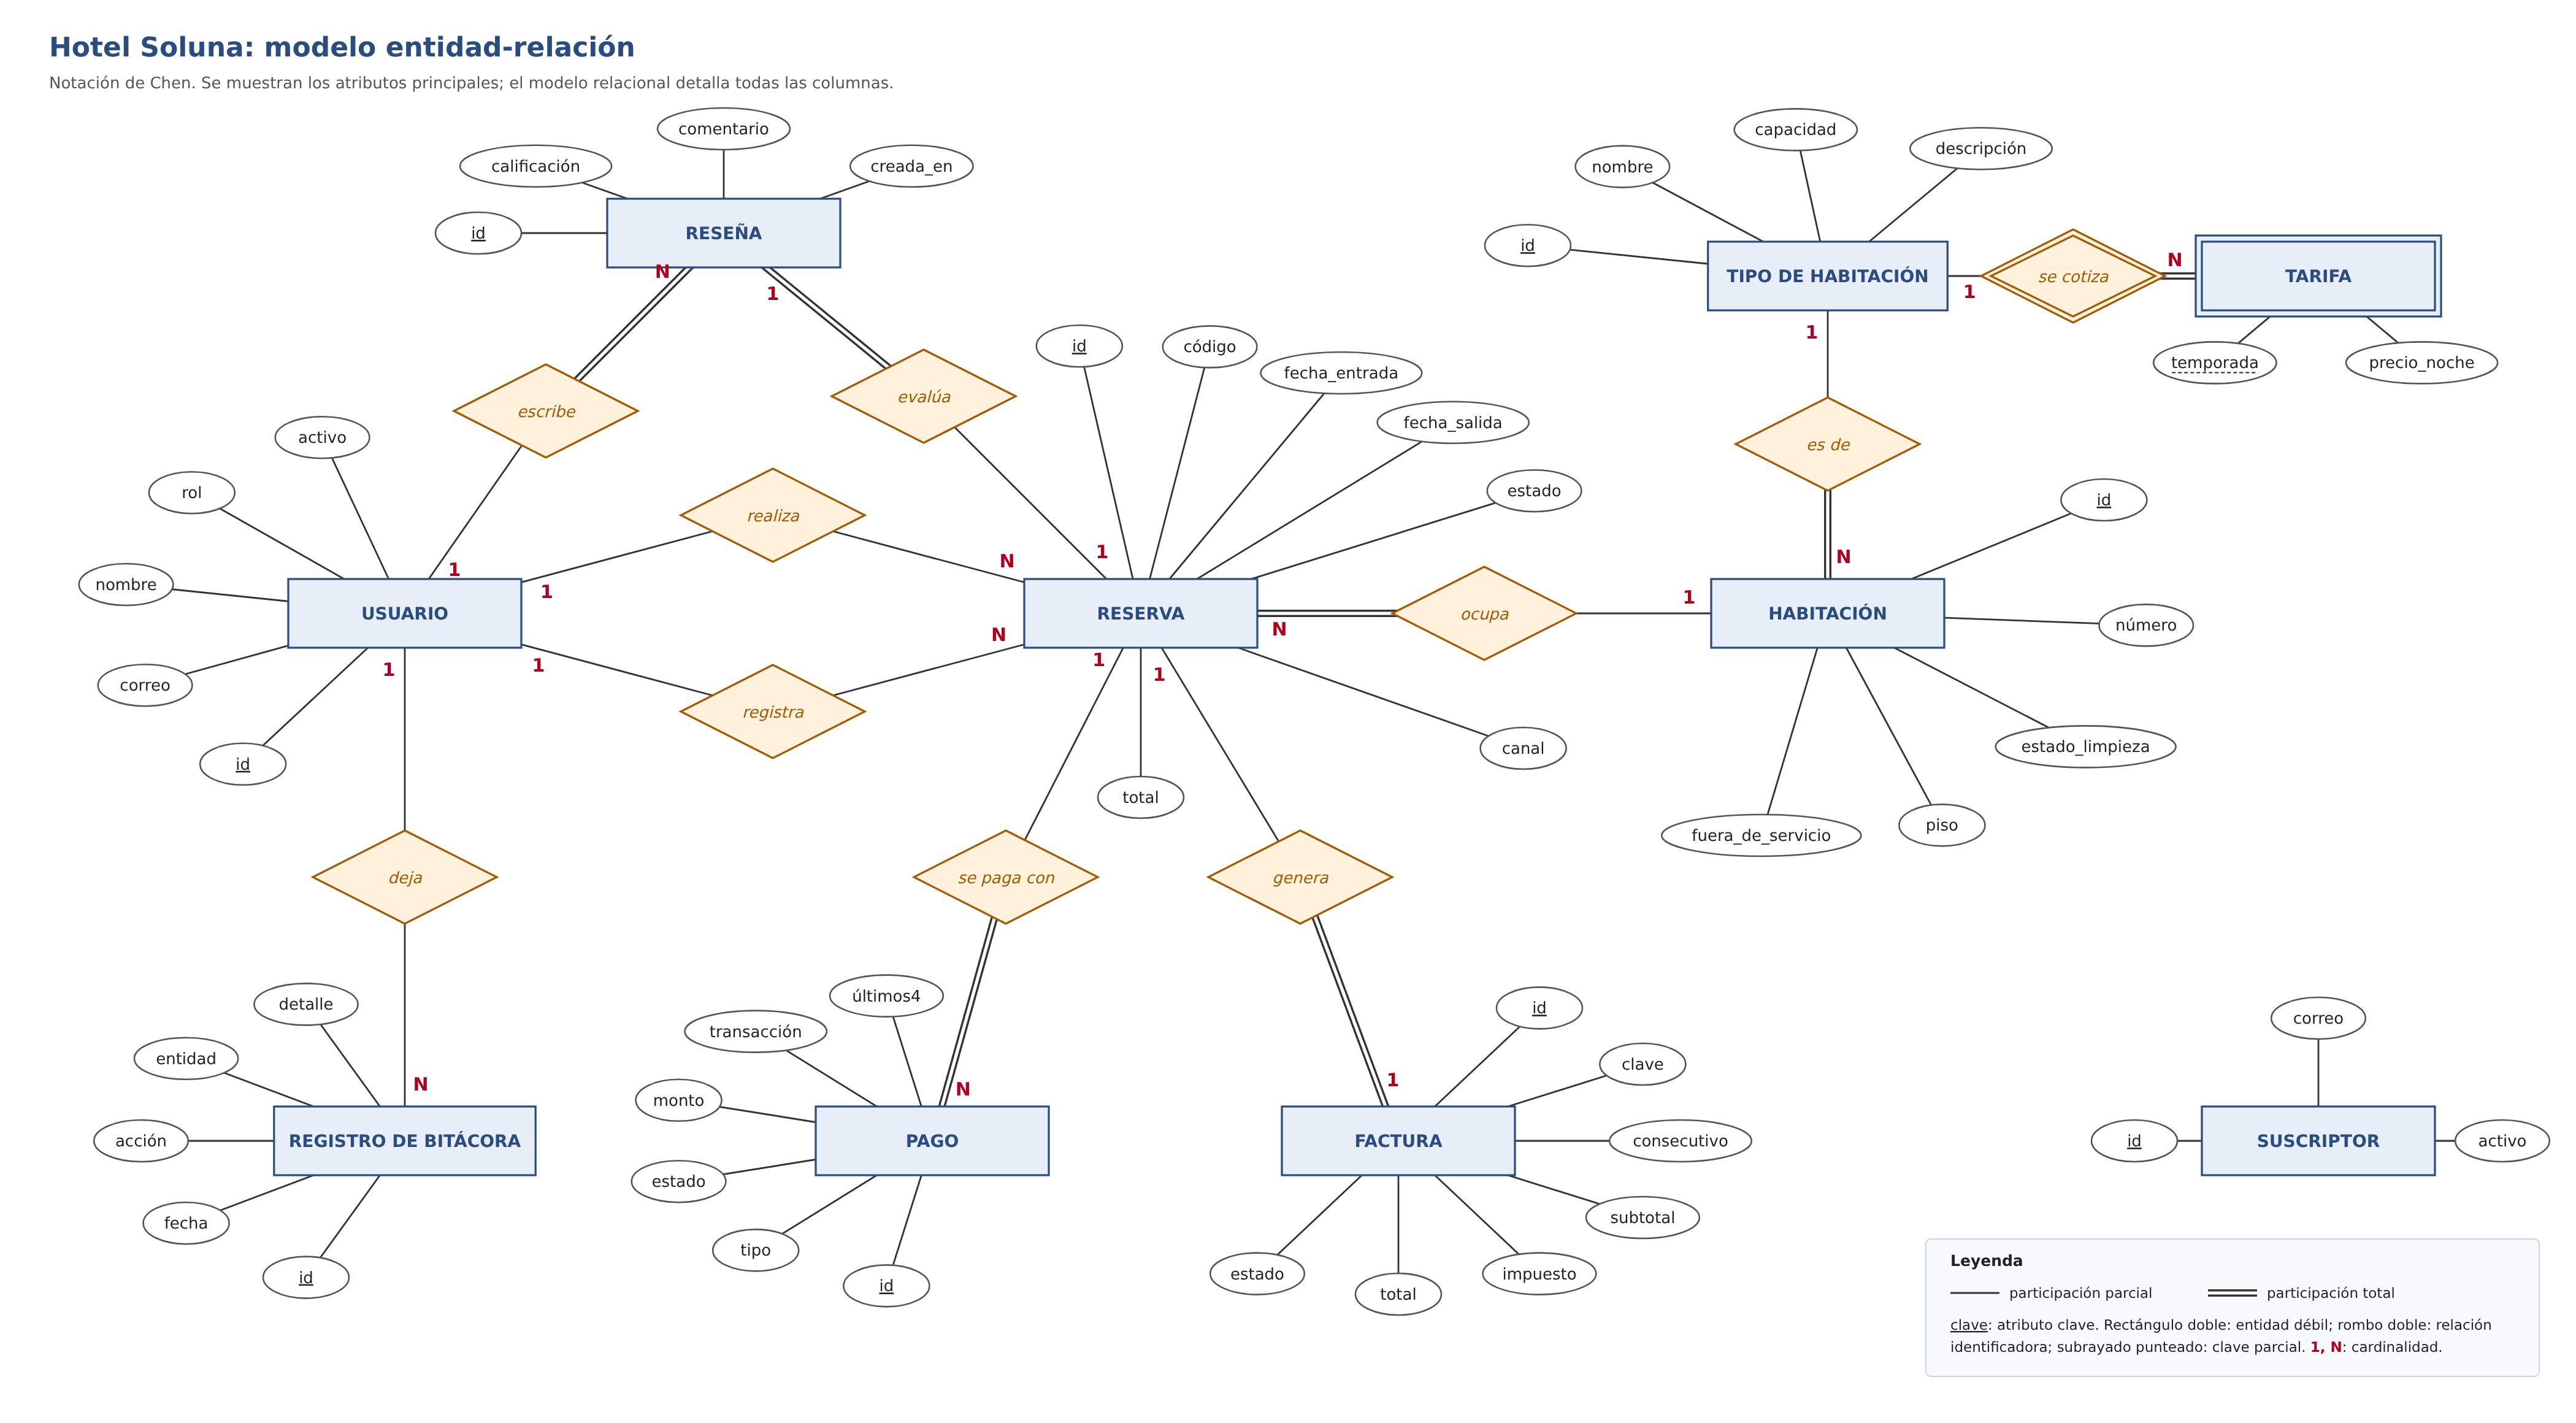 Hotel Soluna: modelo entidad-relación
Notación de Chen. Se muestran los atributos principales; el modelo relacional detalla todas las columnas.
comentario
calificación
creada_en
id
RESEÑA
N
1
escribe
evalúa
capacidad
nombre
descripción
id
TIPO DE HABITACIÓN
1
se cotiza
N
TARIFA
temporada
precio_noche
1
es de
N
activo
rol
nombre
correo
id
USUARIO
1
1
1
1
realiza
registra
N
N
1
id
código
fecha_entrada
fecha_salida
estado
RESERVA
N
ocupa
1
1
1
total
canal
HABITACIÓN
id
número
estado_limpieza
piso
fuera_de_servicio
deja
se paga con
genera
N
detalle
entidad
acción
fecha
id
REGISTRO DE BITÁCORA
N
últimos4
transacción
monto
estado
tipo
id
PAGO
1
id
clave
consecutivo
subtotal
impuesto
total
estado
FACTURA
correo
id
SUSCRIPTOR
activo
Leyenda
participación parcial
participación total
clave: atributo clave. Rectángulo doble: entidad débil; rombo doble: relación
identificadora; subrayado punteado: clave parcial. 1, N: cardinalidad.